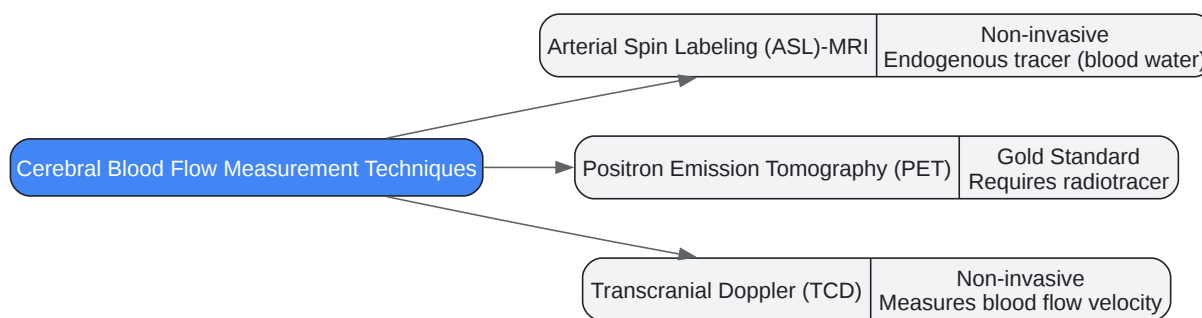 Cerebral Blood Flow Measurement Techniques
Arterial Spin Labeling (ASL)-MRI
Non-invasive
Endogenous tracer (blood water)
Positron Emission Tomography (PET)
Gold Standard
Requires radiotracer
Transcranial Doppler (TCD)
Non-invasive
Measures blood flow velocity